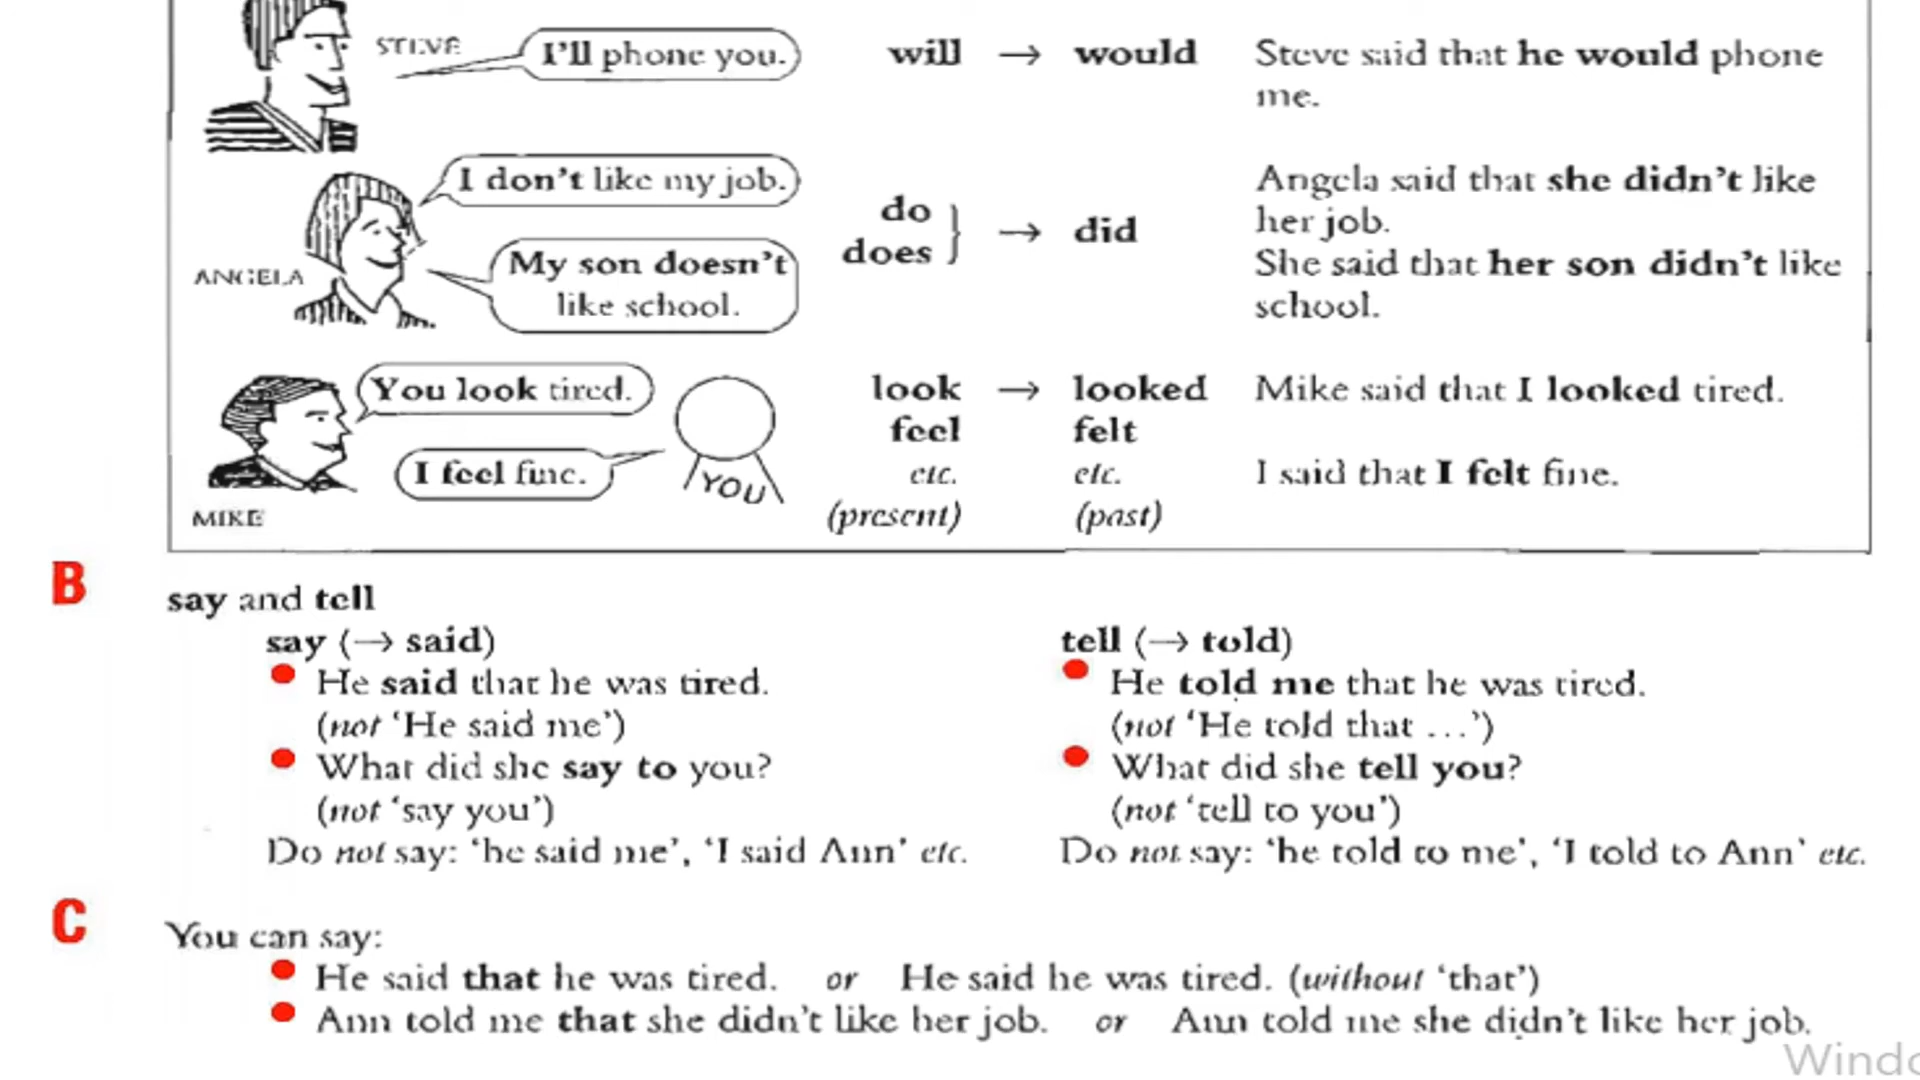 STEVE
I'll phone you.
will → would
Steve said that he would phone
me.
I don't like my job.
do
does
} → did
Angela said that she didn't like
her job.
She said that her son didn't like
school.
ANGELA
My son doesn't
like school.
You look tired.
I feel fine.
YOU
MIKE
look → looked
feel felt
etc. etc.
(present) (past)
Mike said that I looked tired.
I said that I felt fine.
B
say and tell
say (→ said)
● He said that he was tired.
(not 'He said me')
● What did she say to you?
(not 'say you')
Do not say: 'he said me', 'I said Ann' etc.
tell (→ told)
● He told me that he was tired.
(not 'He told that ...')
● What did she tell you?
(not 'tell to you')
Do not say: 'he told to me', 'I told to Ann' etc.
C
You can say:
● He said that he was tired. or He said he was tired. (without 'that')
● Ann told me that she didn't like her job. or Ann told me she didn't like her job.